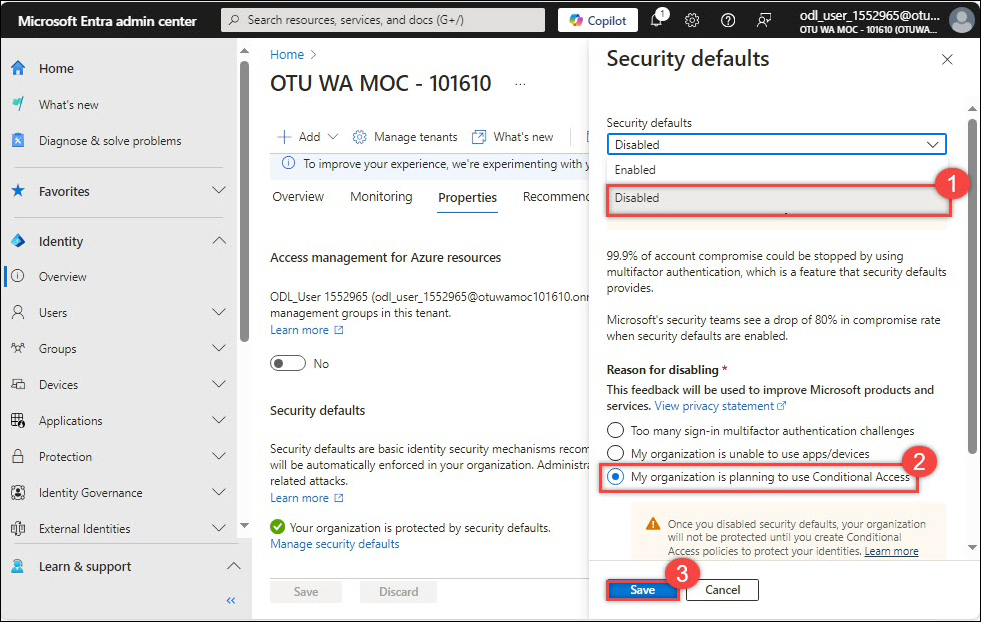 Microsoft Entra admin center
Search resources, services, and docs (G+/)
Copilot
1
odl_user_1552965@otu...
OTU WA MOC - 101610 (OTUWA...
Home
What's new
Diagnose & solve problems
Favorites
Identity
Overview
Users
Groups
Devices
Applications
Protection
Identity Governance
External Identities
Learn & support
«
Home >
OTU WA MOC - 101610
...
Add
Manage tenants
What's new
To improve your experience, we're experimenting with
Overview
Monitoring
Properties
Recommend
Access management for Azure resources
ODL_User 1552965 (odl_user_1552965@otuwamoc101610.onr
management groups in this tenant.
Learn more
No
Security defaults
Security defaults are basic identity security mechanisms recom
will be automatically enforced in your organization. Administra
related attacks.
Learn more
Your organization is protected by security defaults.
Manage security defaults
Save
Discard
Security defaults
Security defaults
Disabled
Enabled
1
Disabled
99.9% of account compromise could be stopped by using
multifactor authentication, which is a feature that security defaults
provides.
Microsoft's security teams see a drop of 80% in compromise rate
when security defaults are enabled.
Reason for disabling *
This feedback will be used to improve Microsoft products and
services. View privacy statement
Too many sign-in multifactor authentication challenges
My organization is unable to use apps/devices
2
My organization is planning to use Conditional Access
Once you disabled security defaults, your organization
will not be protected until you create Conditional
Access policies to protect your identities. Learn more
3
Save
Cancel